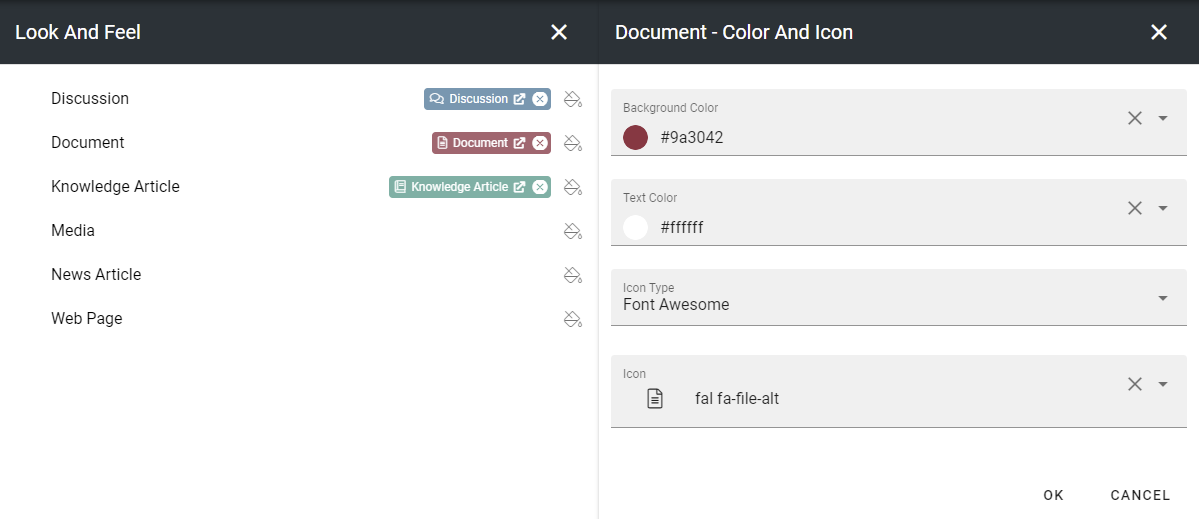 Look And Feel
Discussion
Discussion
Document
Document
Knowledge Article
Knowledge Article
Media
News Article
Web Page
Document - Color And Icon
Background Color
#9a3042
Text Color
#ffffff
Icon Type
Font Awesome
Icon
fal fa-file-alt
OK CANCEL